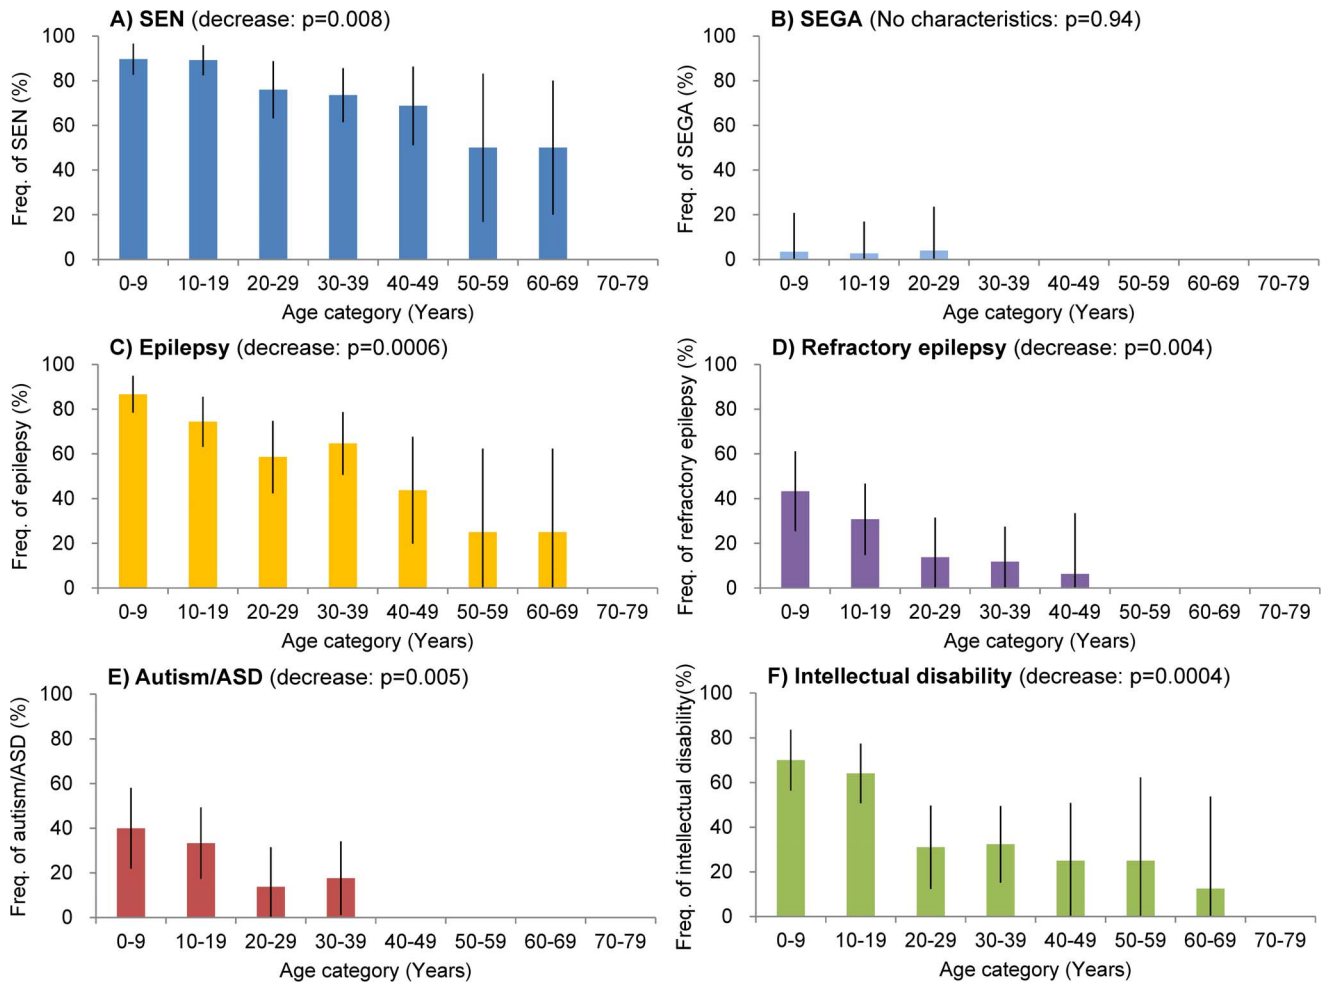 A) SEN (decrease: p=0.008)
Freq. of SEN (%)
100
80
60
40
20
0
0-9 10-19 20-29 30-39 40-49 50-59 60-69 70-79
Age category (Years)
B) SEGA (No characteristics: p=0.94)
Freq. of SEGA (%)
100
80
60
40
20
0
0-9 10-19 20-29 30-39 40-49 50-59 60-69 70-79
Age category (Years)
C) Epilepsy (decrease: p=0.0006)
Freq. of epilepsy (%)
100
80
60
40
20
0
0-9 10-19 20-29 30-39 40-49 50-59 60-69 70-79
Age category (Years)
D) Refractory epilepsy (decrease: p=0.004)
Freq. of refractory epilepsy (%)
100
80
60
40
20
0
0-9 10-19 20-29 30-39 40-49 50-59 60-69 70-79
Age category (Years)
E) Autism/ASD (decrease: p=0.005)
Freq. of autism/ASD (%)
100
80
60
40
20
0
0-9 10-19 20-29 30-39 40-49 50-59 60-69 70-79
Age category (Years)
F) Intellectual disability (decrease: p=0.0004)
Freq. of intellectual disability(%)
100
80
60
40
20
0
0-9 10-19 20-29 30-39 40-49 50-59 60-69 70-79
Age category (Years)